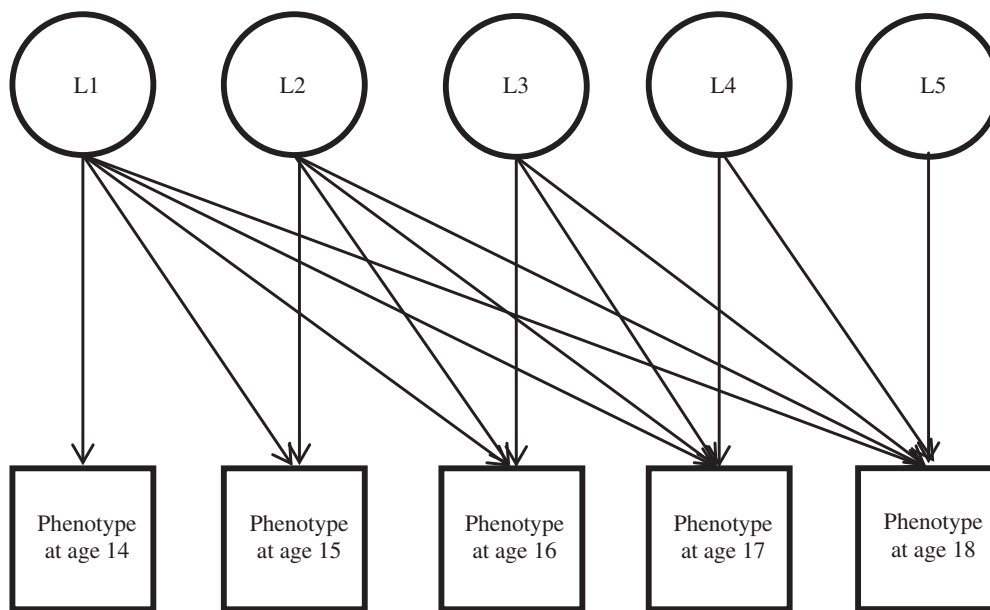 L1
L2
L3
L4
L5
Phenotype
at age 14
Phenotype
at age 15
Phenotype
at age 16
Phenotype
at age 17
Phenotype
at age 18